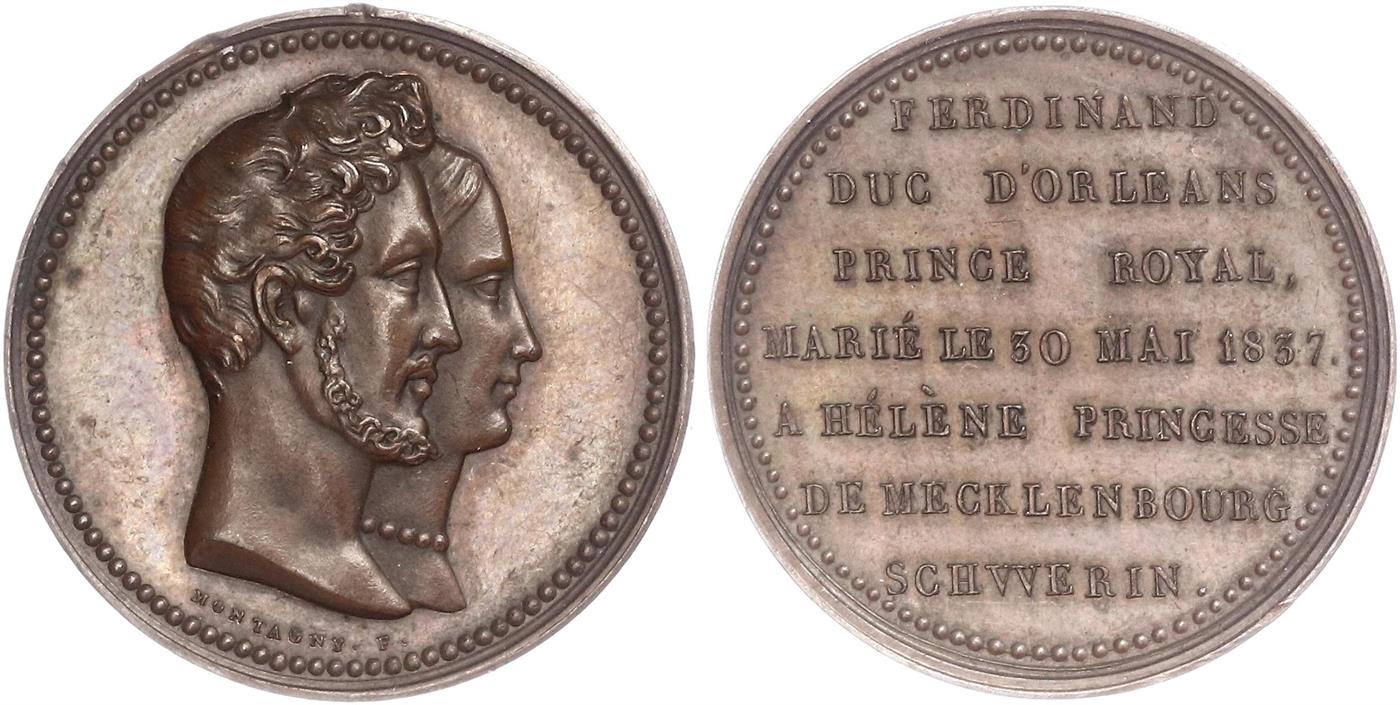 MONTAGNY. F.
FERDINAND
DUC D'ORLEANS
PRINCE ROYAL,
MARIÉ LE 30 MAI 1837.
A HÉLÈNE PRINCESSE
DE MECKLENBOURG
SCHWERIN.